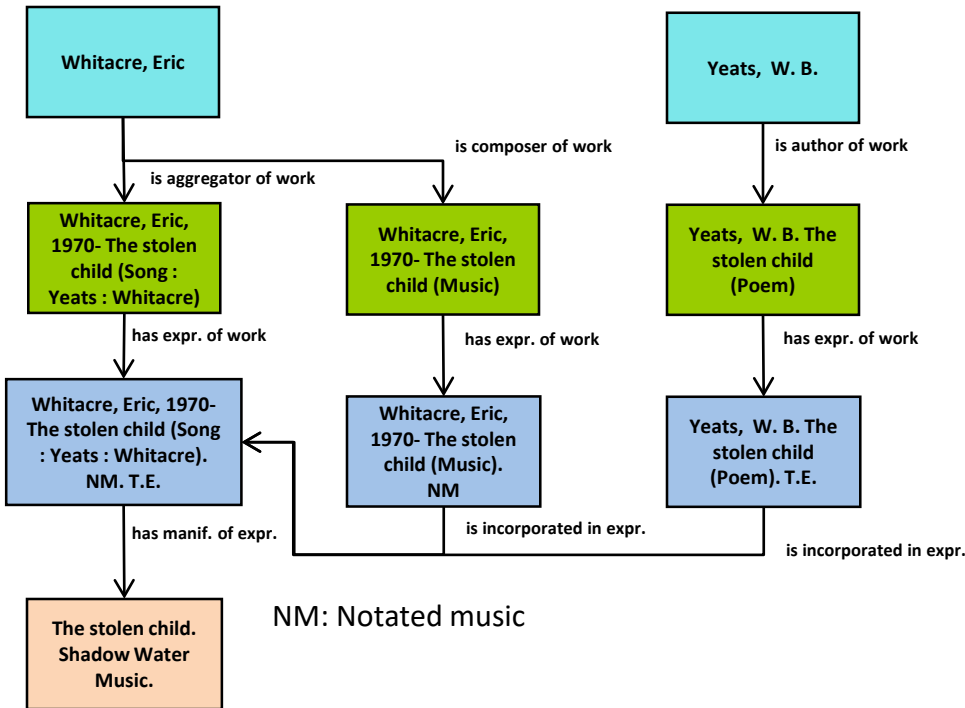 Whitacre, Eric
Yeats, W. B.
is composer of work
is author of work
is aggregator of work
Whitacre, Eric,
1970- The stolen
child (Song :
Yeats : Whitacre)
Whitacre, Eric,
1970- The stolen
child (Music)
Yeats, W. B. The
stolen child
(Poem)
has expr. of work
has expr. of work
has expr. of work
Whitacre, Eric, 1970-
The stolen child (Song
: Yeats : Whitacre).
NM. T.E.
Whitacre, Eric,
1970- The stolen
child (Music).
NM
Yeats, W. B. The
stolen child
(Poem). T.E.
has manif. of expr.
is incorporated in expr.
is incorporated in expr.
The stolen child.
Shadow Water
Music.
NM: Notated music